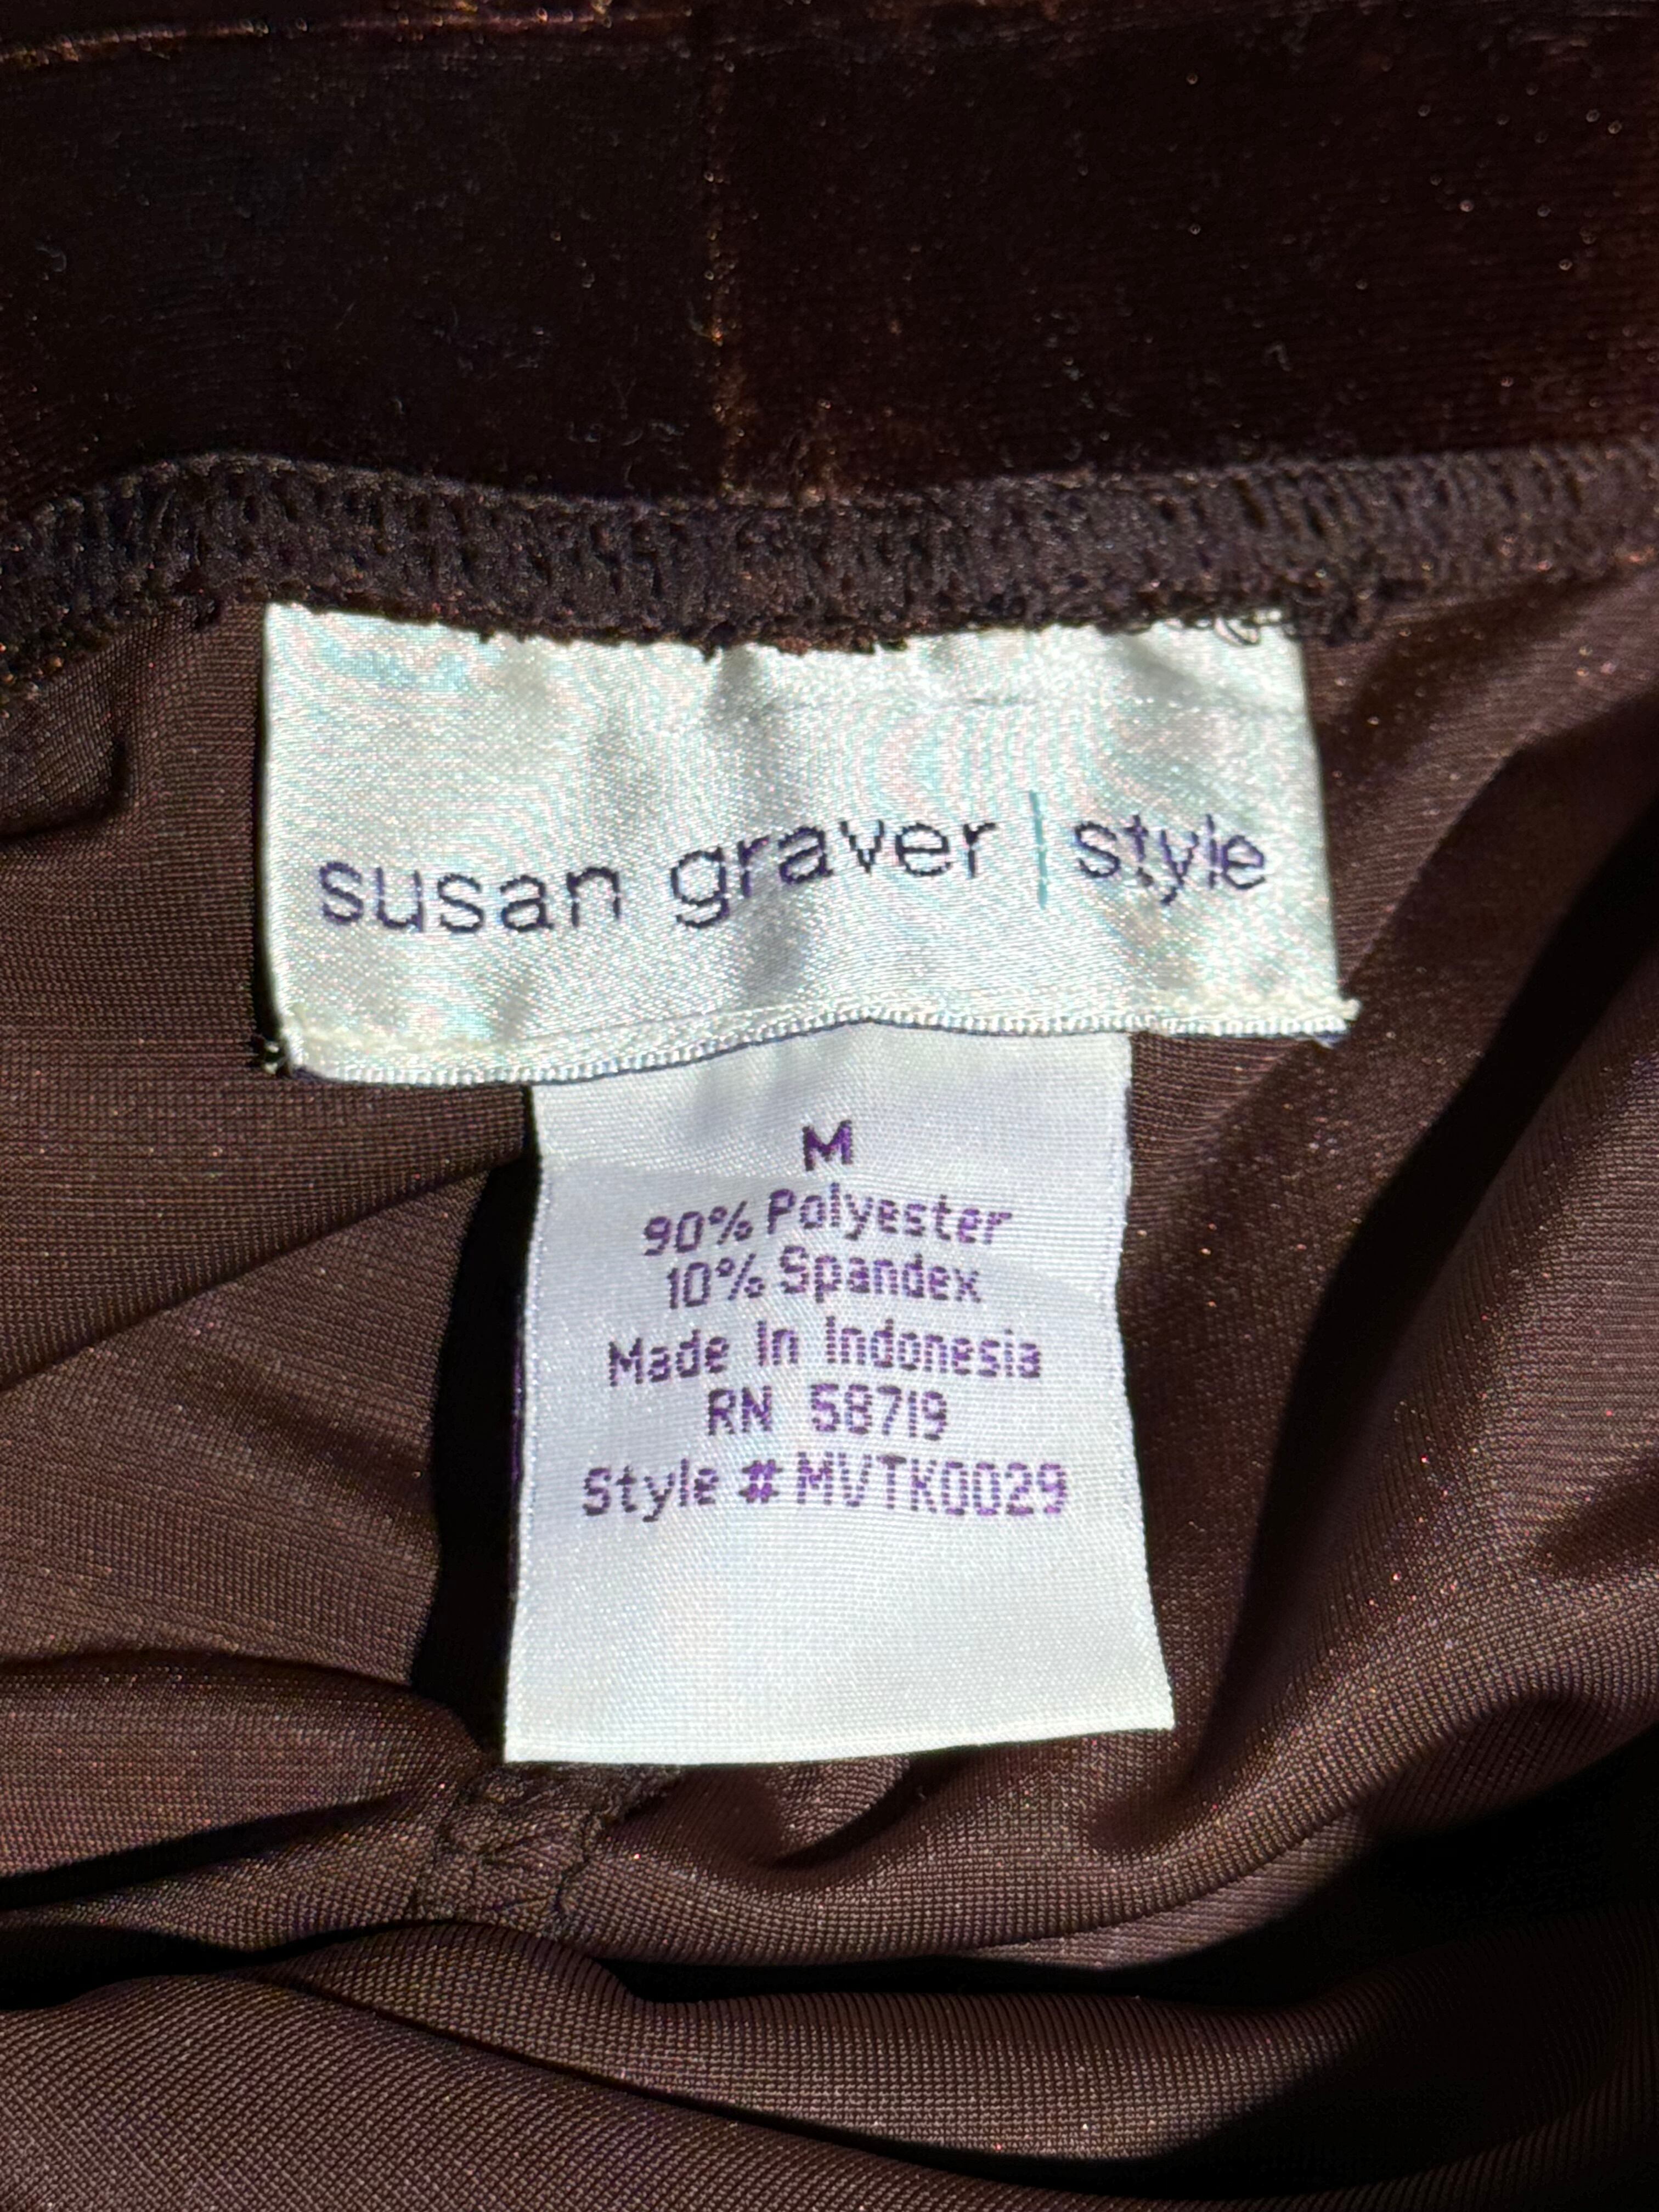 susan graver | style
M
90% Polyester
10% Spandex
Made In Indonesia
RN 58719
Style # MVTK0029